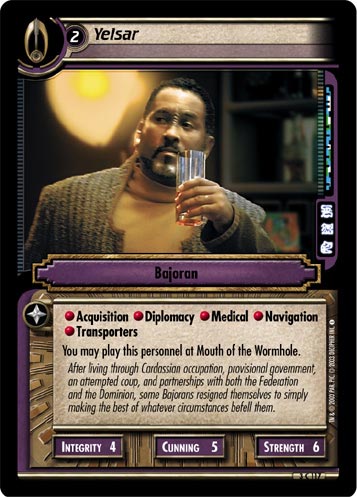 2 Yelsar
Bajoran
Acquisition Diplomacy Medical Navigation
Transporters
You may play this personnel at Mouth of the Wormhole.
After living through Cardassian occupation, provisional government,
an attempted coup, and partnerships with both the Federation
and the Dominion, some Bajorans resigned themselves to simply
making the best of whatever circumstances befell them.
INTEGRITY 4 CUNNING 5 STRENGTH 6
3 C 117